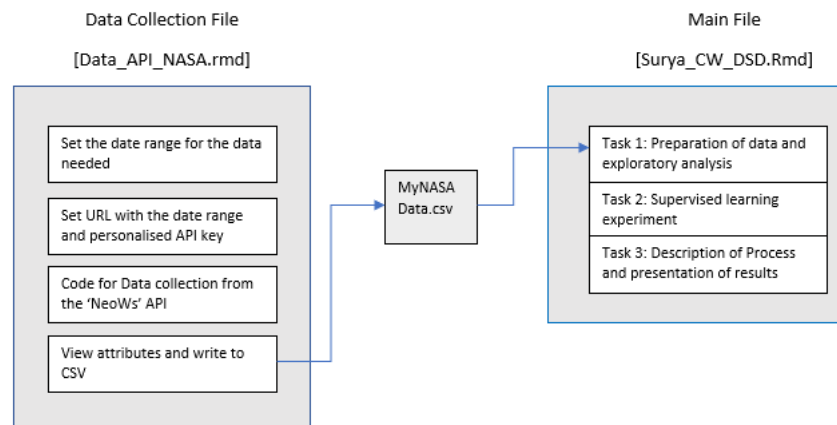 Data Collection File
[Data_API_NASA.rmd]
Set the date range for the data
needed
Set URL with the date range
and personalised API key
Code for Data collection from
the ‘NeoWs’ API
View attributes and write to
CSV
MyNASA
Data.csv
Main File
[Surya_CW_DSD.Rmd]
Task 1: Preparation of data and
exploratory analysis
Task 2: Supervised learning
experiment
Task 3: Description of Process
and presentation of results